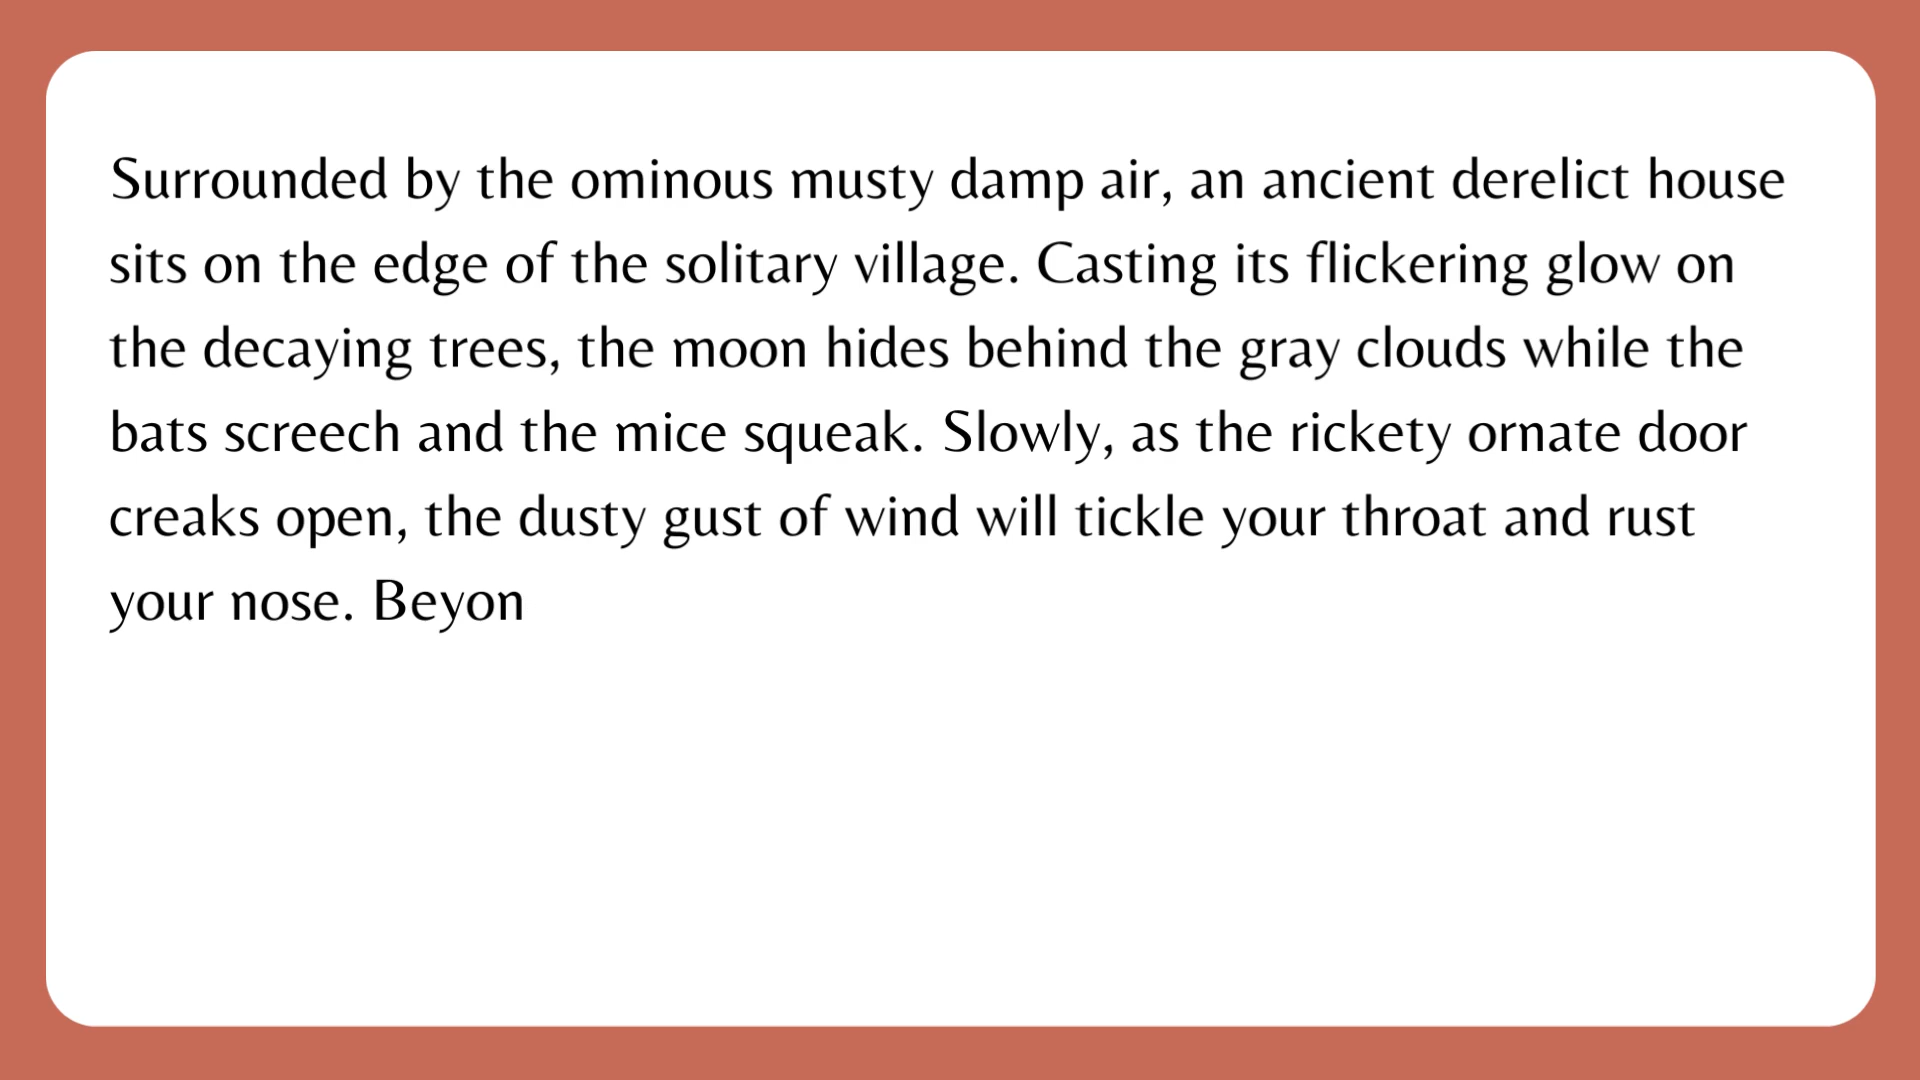 Surrounded by the ominous musty damp air, an ancient derelict house
sits on the edge of the solitary village. Casting its flickering glow on
the decaying trees, the moon hides behind the gray clouds while the
bats screech and the mice squeak. Slowly, as the rickety ornate door
creaks open, the dusty gust of wind will tickle your throat and rust
your nose. Beyon